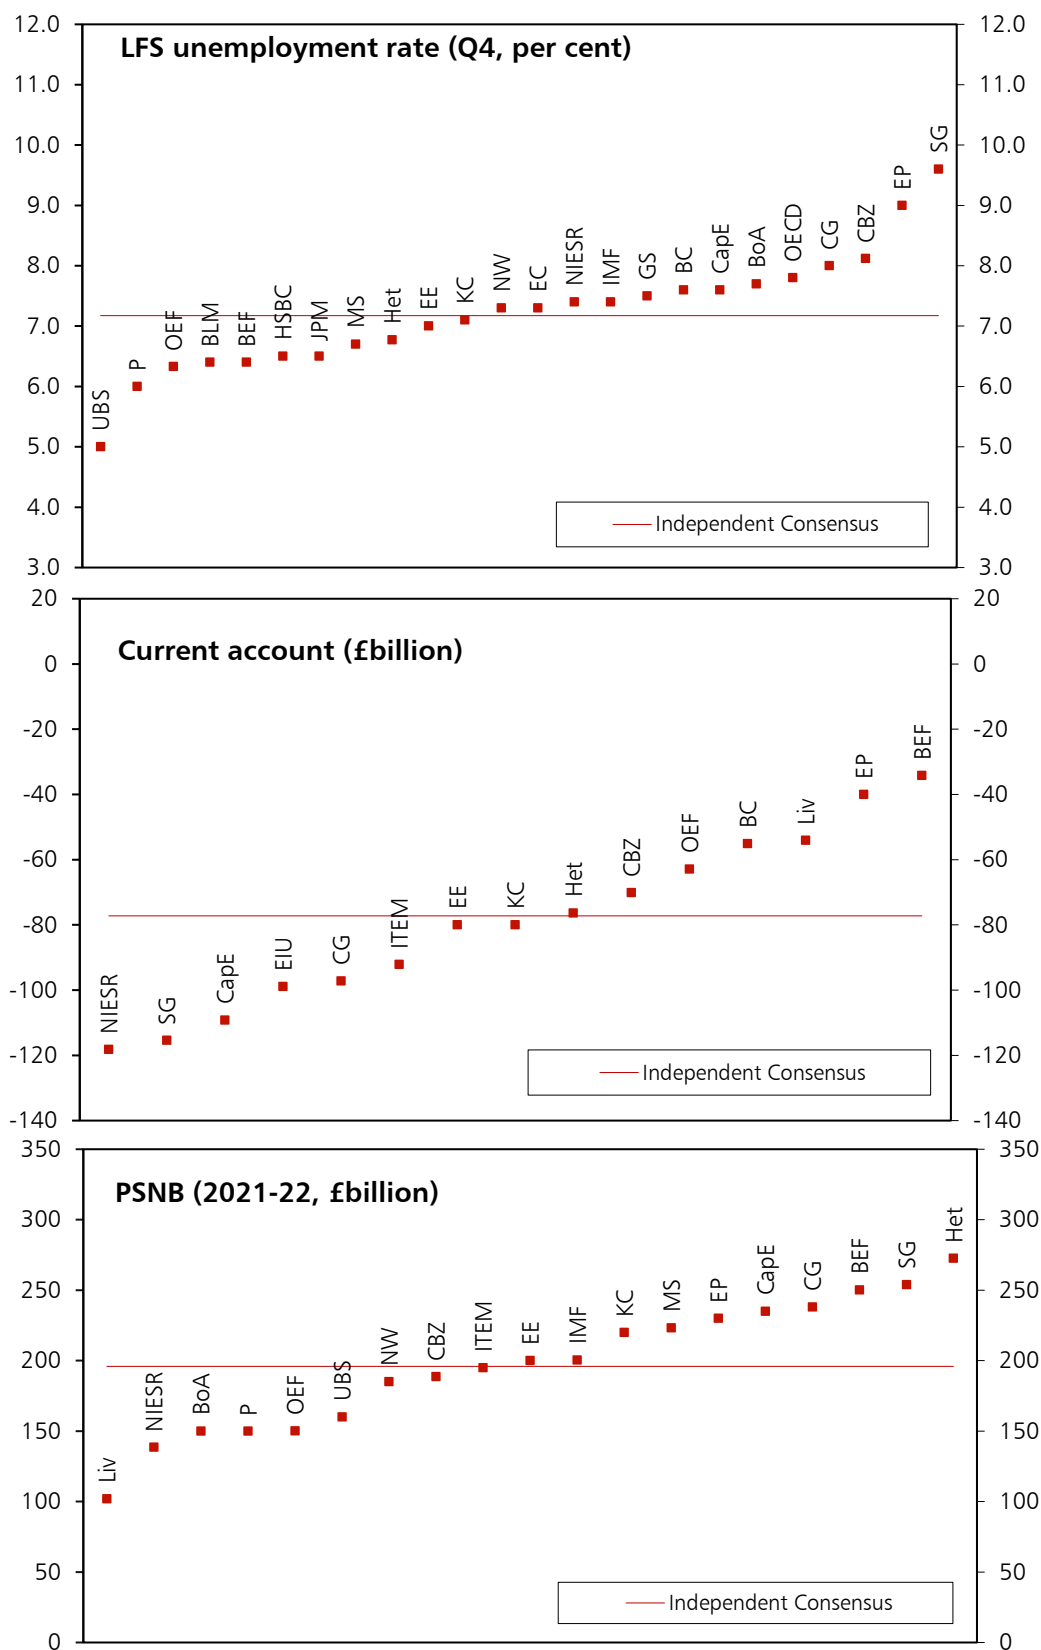 LFS unemployment rate (Q4, per cent)
12.0 12.0
11.0 11.0
10.0 10.0
9.0 9.0
8.0 8.0
7.0 7.0
6.0 6.0
5.0 5.0
4.0 4.0
3.0 3.0
UBS
P
OEF
BLM
BEF
HSBC
JPM
MS
Het
EE
KC
NW
EC
NIESR
IMF
GS
BC
CapE
BoA
OECD
CG
CBZ
EP
SG
Independent Consensus
Current account (£billion)
20 20
0 0
-20 -20
-40 -40
-60 -60
-80 -80
-100 -100
-120 -120
-140 -140
NIESR
SG
CapE
EIU
CG
ITEM
EE
KC
Het
CBZ
OEF
BC
Liv
EP
BEF
Independent Consensus
PSNB (2021-22, £billion)
350 350
300 300
250 250
200 200
150 150
100 100
50 50
0 0
Liv
NIESR
BoA
P
OEF
UBS
NW
CBZ
ITEM
EE
IMF
KC
MS
EP
CapE
CG
BEF
SG
Het
Independent Consensus